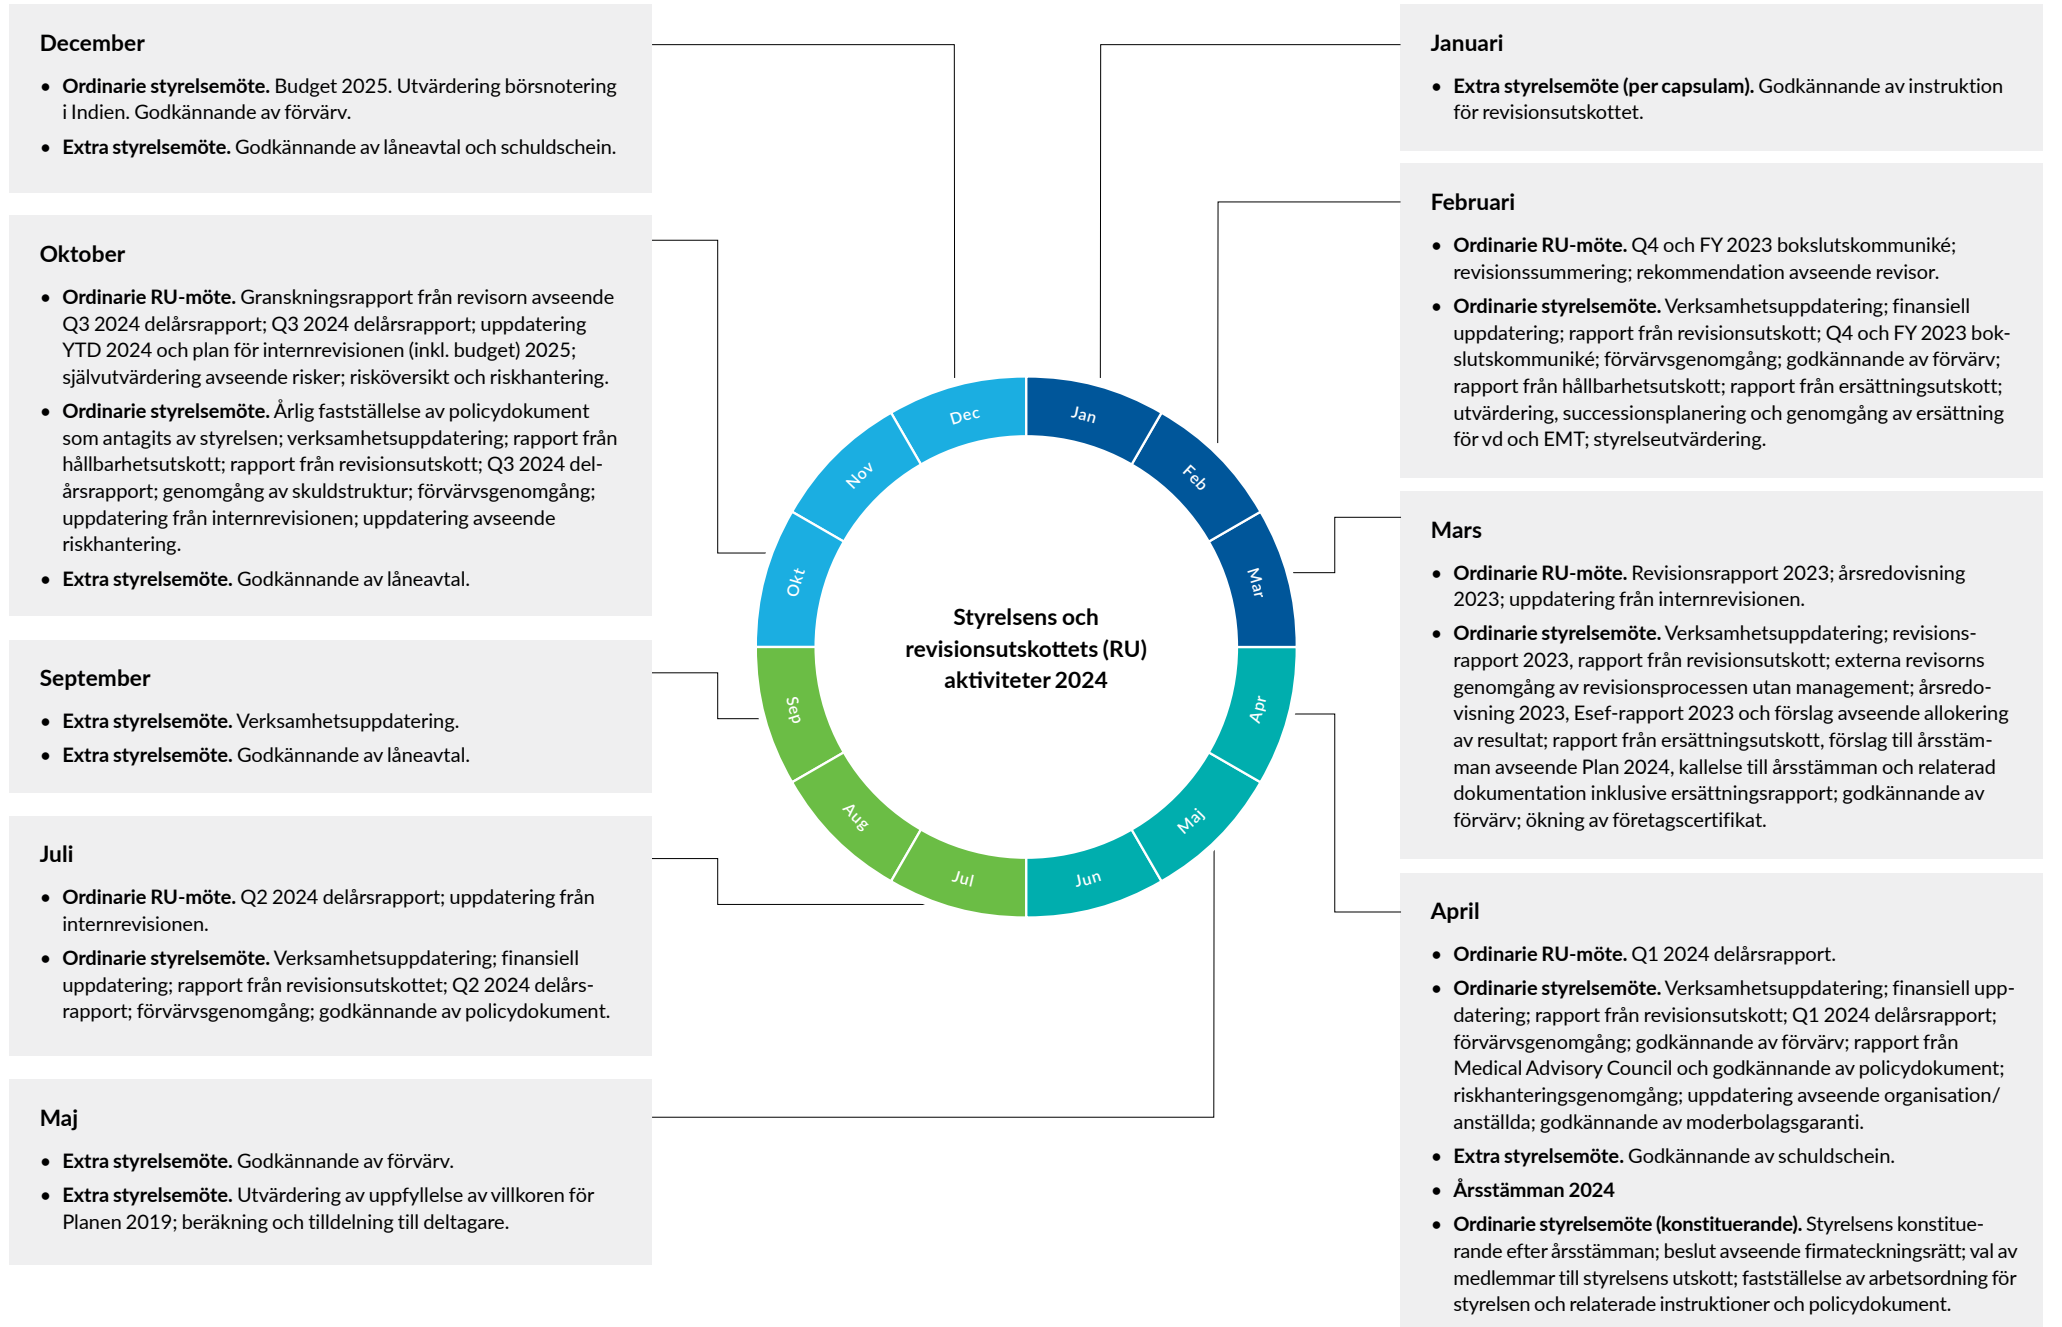 December
• Ordinarie styrelsemöte. Budget 2025. Utvärdering börsnotering
i Indien. Godkännande av förvärv.
• Extra styrelsemöte. Godkännande av låneavtal och schuldschein.
Oktober
• Ordinarie RU-möte. Granskningsrapport från revisorn avseende
Q3 2024 delårsrapport; Q3 2024 delårsrapport; uppdatering
YTD 2024 och plan för internrevisionen (inkl. budget) 2025;
självutvärdering avseende risker; risköversikt och riskhantering.
• Ordinarie styrelsemöte. Årlig fastställelse av policydokument
som antagits av styrelsen; verksamhetsuppdatering; rapport från
hållbarhetsutskott; rapport från revisionsutskott; Q3 2024 del-
årsrapport; genomgång av skuldstruktur; förvärvsgenomgång;
uppdatering från internrevisionen; uppdatering avseende
riskhantering.
• Extra styrelsemöte. Godkännande av låneavtal.
September
• Extra styrelsemöte. Verksamhetsuppdatering.
• Extra styrelsemöte. Godkännande av låneavtal.
Juli
• Ordinarie RU-möte. Q2 2024 delårsrapport; uppdatering från
internrevisionen.
• Ordinarie styrelsemöte. Verksamhetsuppdatering; finansiell
uppdatering; rapport från revisionsutskottet; Q2 2024 delårs-
rapport; förvärvsgenomgång; godkännande av policydokument.
Maj
• Extra styrelsemöte. Godkännande av förvärv.
• Extra styrelsemöte. Utvärdering av uppfyllelse av villkoren för
Planen 2019; beräkning och tilldelning till deltagare.
Jan
Feb
Mar
Apr
Maj
Jun
Jul
Aug
Sep
Okt
Nov
Dec
Styrelsens och
revisionsutskottets (RU)
aktiviteter 2024
Januari
• Extra styrelsemöte (per capsulam). Godkännande av instruktion
för revisionsutskottet.
Februari
• Ordinarie RU-möte. Q4 och FY 2023 bokslutskommuniké;
revisionssummering; rekommendation avseende revisor.
• Ordinarie styrelsemöte. Verksamhetsuppdatering; finansiell
uppdatering; rapport från revisionsutskott; Q4 och FY 2023 bok-
slutskommuniké; förvärvsgenomgång; godkännande av förvärv;
rapport från hållbarhetsutskott; rapport från ersättningsutskott;
utvärdering, successionsplanering och genomgång av ersättning
för vd och EMT; styrelseutvärdering.
Mars
• Ordinarie RU-möte. Revisionsrapport 2023; årsredovisning
2023; uppdatering från internrevisionen.
• Ordinarie styrelsemöte. Verksamhetsuppdatering; revisions-
rapport 2023, rapport från revisionsutskott; externa revisorns
genomgång av revisionsprocessen utan management; årsredo-
visning 2023, Esef-rapport 2023 och förslag avseende allokering
av resultat; rapport från ersättningsutskott, förslag till årsstäm-
man avseende Plan 2024, kallelse till årsstämman och relaterad
dokumentation inklusive ersättningsrapport; godkännande av
förvärv; ökning av företagscertifikat.
April
• Ordinarie RU-möte. Q1 2024 delårsrapport.
• Ordinarie styrelsemöte. Verksamhetsuppdatering; finansiell upp-
datering; rapport från revisionsutskott; Q1 2024 delårsrapport;
förvärvsgenomgång; godkännande av förvärv; rapport från
Medical Advisory Council och godkännande av policydokument;
riskhanteringsgenomgång; uppdatering avseende organisation/
anställda; godkännande av moderbolagsgaranti.
• Extra styrelsemöte. Godkännande av schuldschein.
• Årsstämman 2024
• Ordinarie styrelsemöte (konstituerande). Styrelsens konstitue-
rande efter årsstämman; beslut avseende firmateckningsrätt; val av
medlemmar till styrelsens utskott; fastställelse av arbetsordning för
styrelsen och relaterade instruktioner och policydokument.